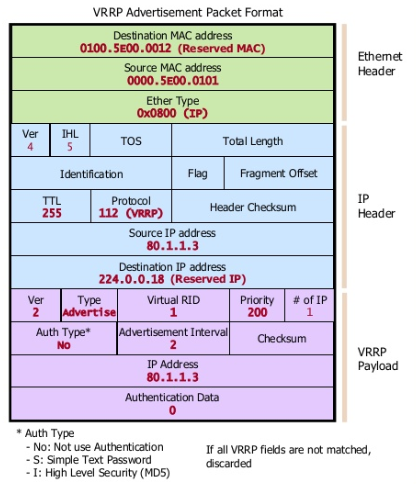 VRRP Advertisement Packet Format
Destination MAC address
0100.5E00.0012 (Reserved MAC)
Source MAC address
0000.5E00.0101
Ether Type
0x0800 (IP)
Ethernet
Header
Ver
4
IHL
5
TOS
Total Length
Identification
Flag
Fragment Offset
TTL
255
Protocol
112 (VRRP)
Header Checksum
Source IP address
80.1.1.3
Destination IP address
224.0.0.18 (Reserved IP)
IP
Header
Ver
2
Type
Advertise
Virtual RID
1
Priority
200
# of IP
1
Auth Type*
No
Advertisement Interval
2
Checksum
IP Address
80.1.1.3
Authentication Data
0
VRRP
Payload
* Auth Type
- No: Not use Authentication
- S: Simple Text Password
- I: High Level Security (MD5)
If all VRRP fields are not matched,
discarded